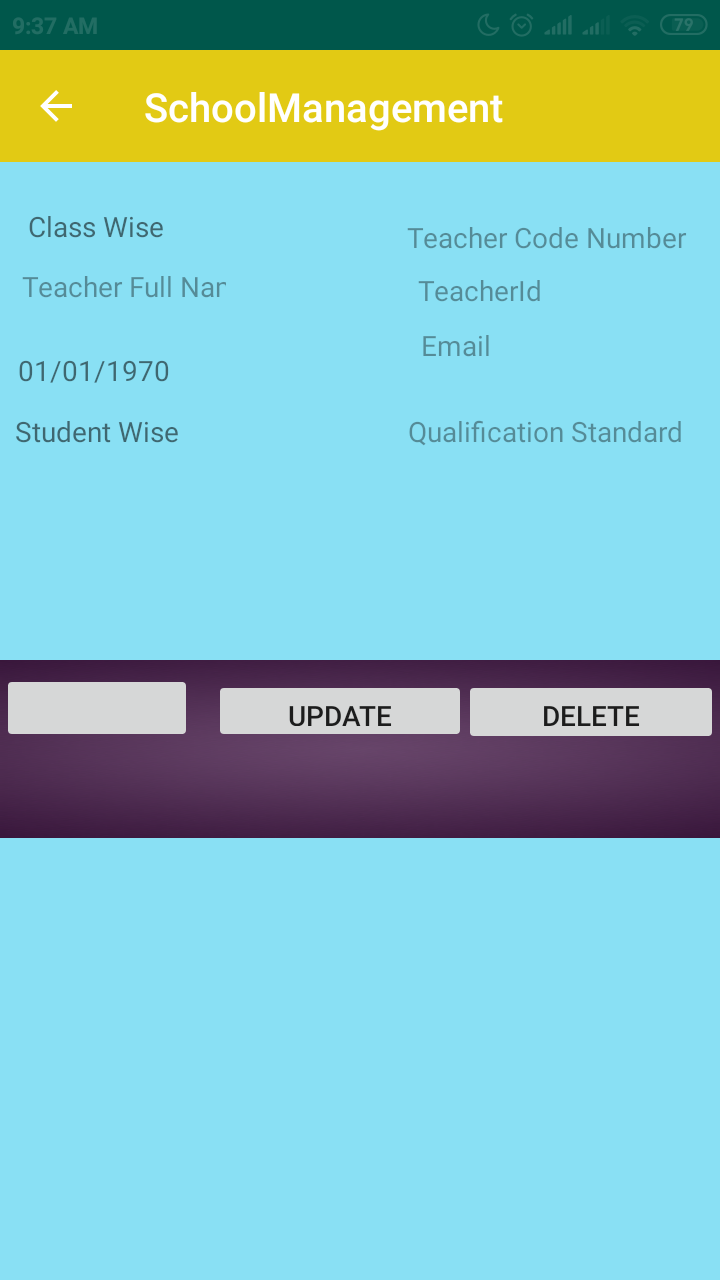 9:37 AM
79
SchoolManagement
Class Wise
Teacher Code Number
Teacher Full Nar
TeacherId
Email
01/01/1970
Student Wise
Qualification Standard
UPDATE
DELETE